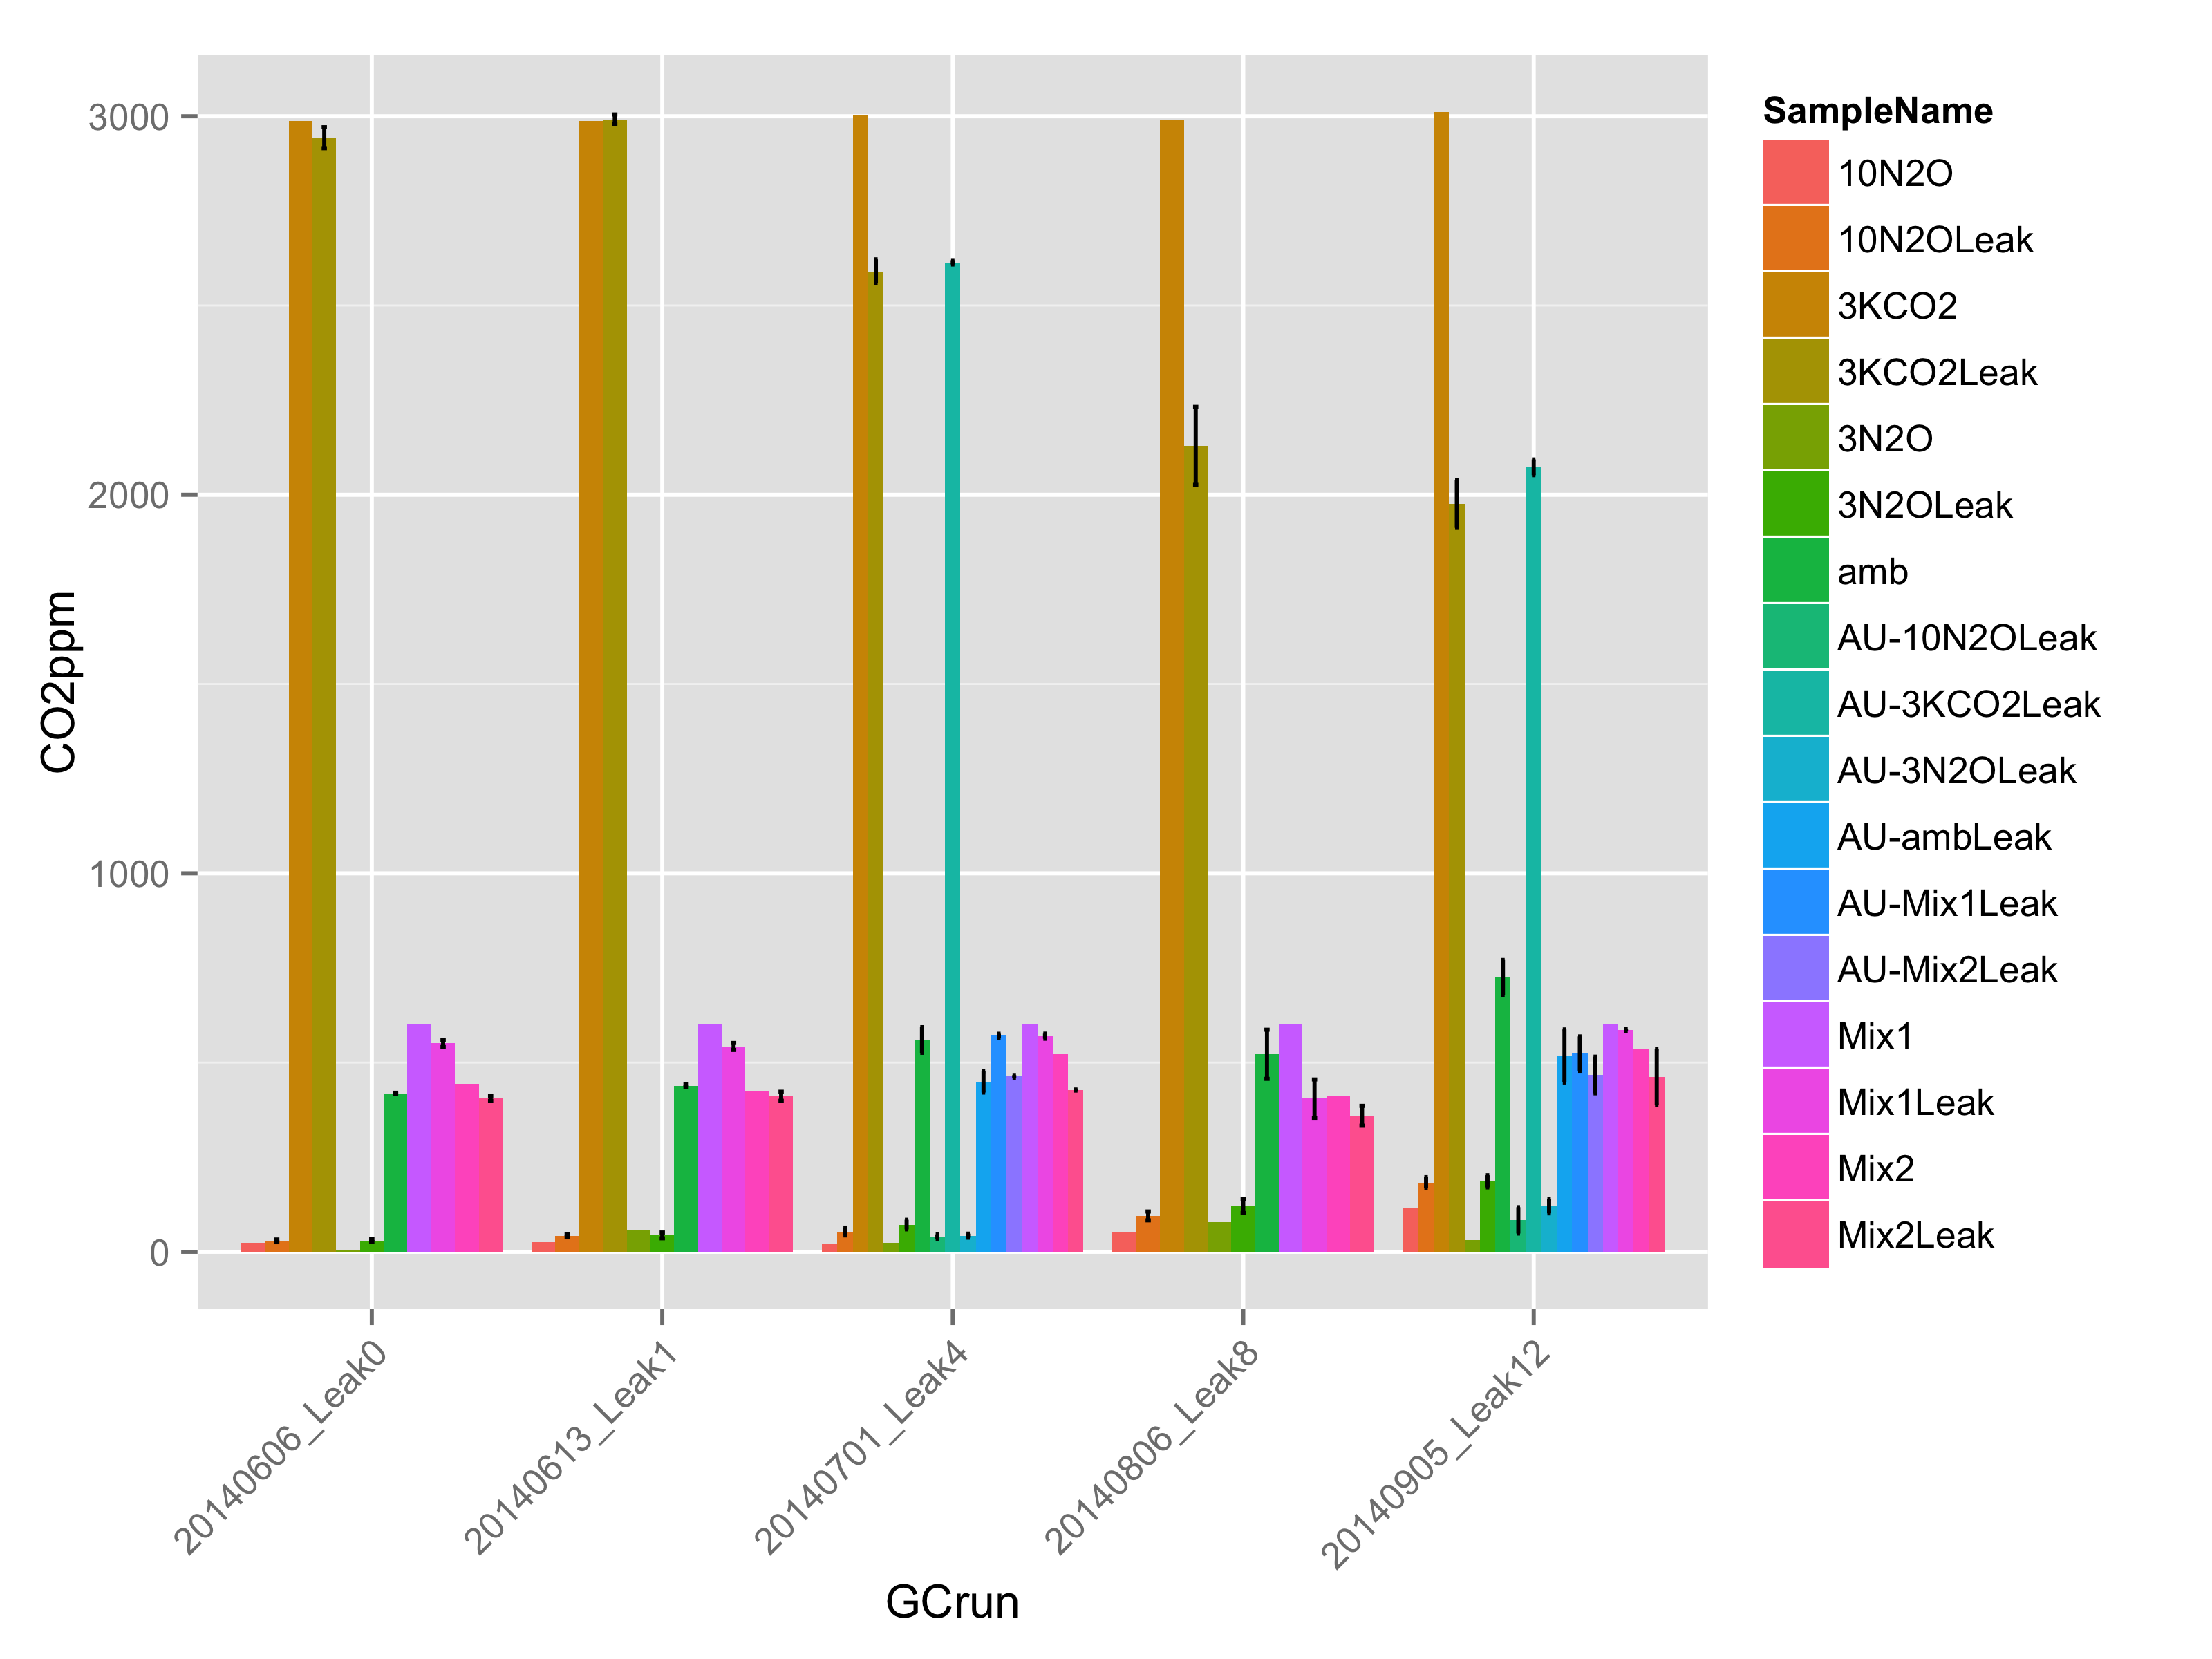 3000
2000
1000
0
CO2ppm
20140606_Leak0
20140613_Leak1
20140701_Leak4
20140806_Leak8
20140905_Leak12
GCrun
SampleName
10N2O
10N2OLeak
3KCO2
3KCO2Leak
3N2O
3N2OLeak
amb
AU-10N2OLeak
AU-3KCO2Leak
AU-3N2OLeak
AU-ambLeak
AU-Mix1Leak
AU-Mix2Leak
Mix1
Mix1Leak
Mix2
Mix2Leak